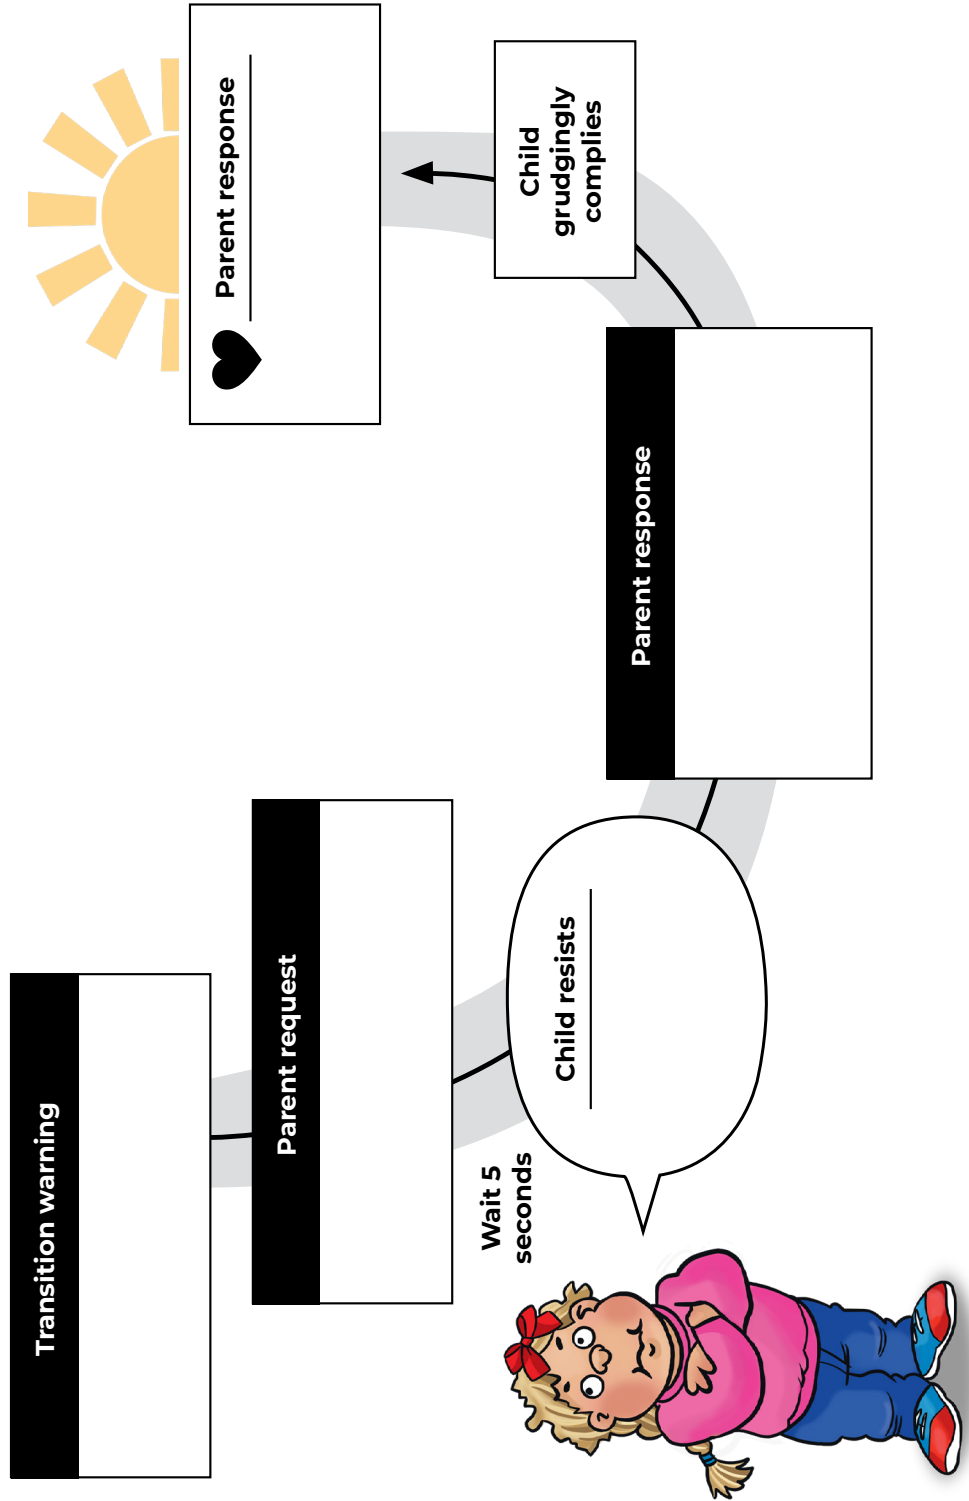 Transition warning
Parent request
Wait 5
seconds
Child resists
Parent response
Child
grudgingly
complies
Parent response